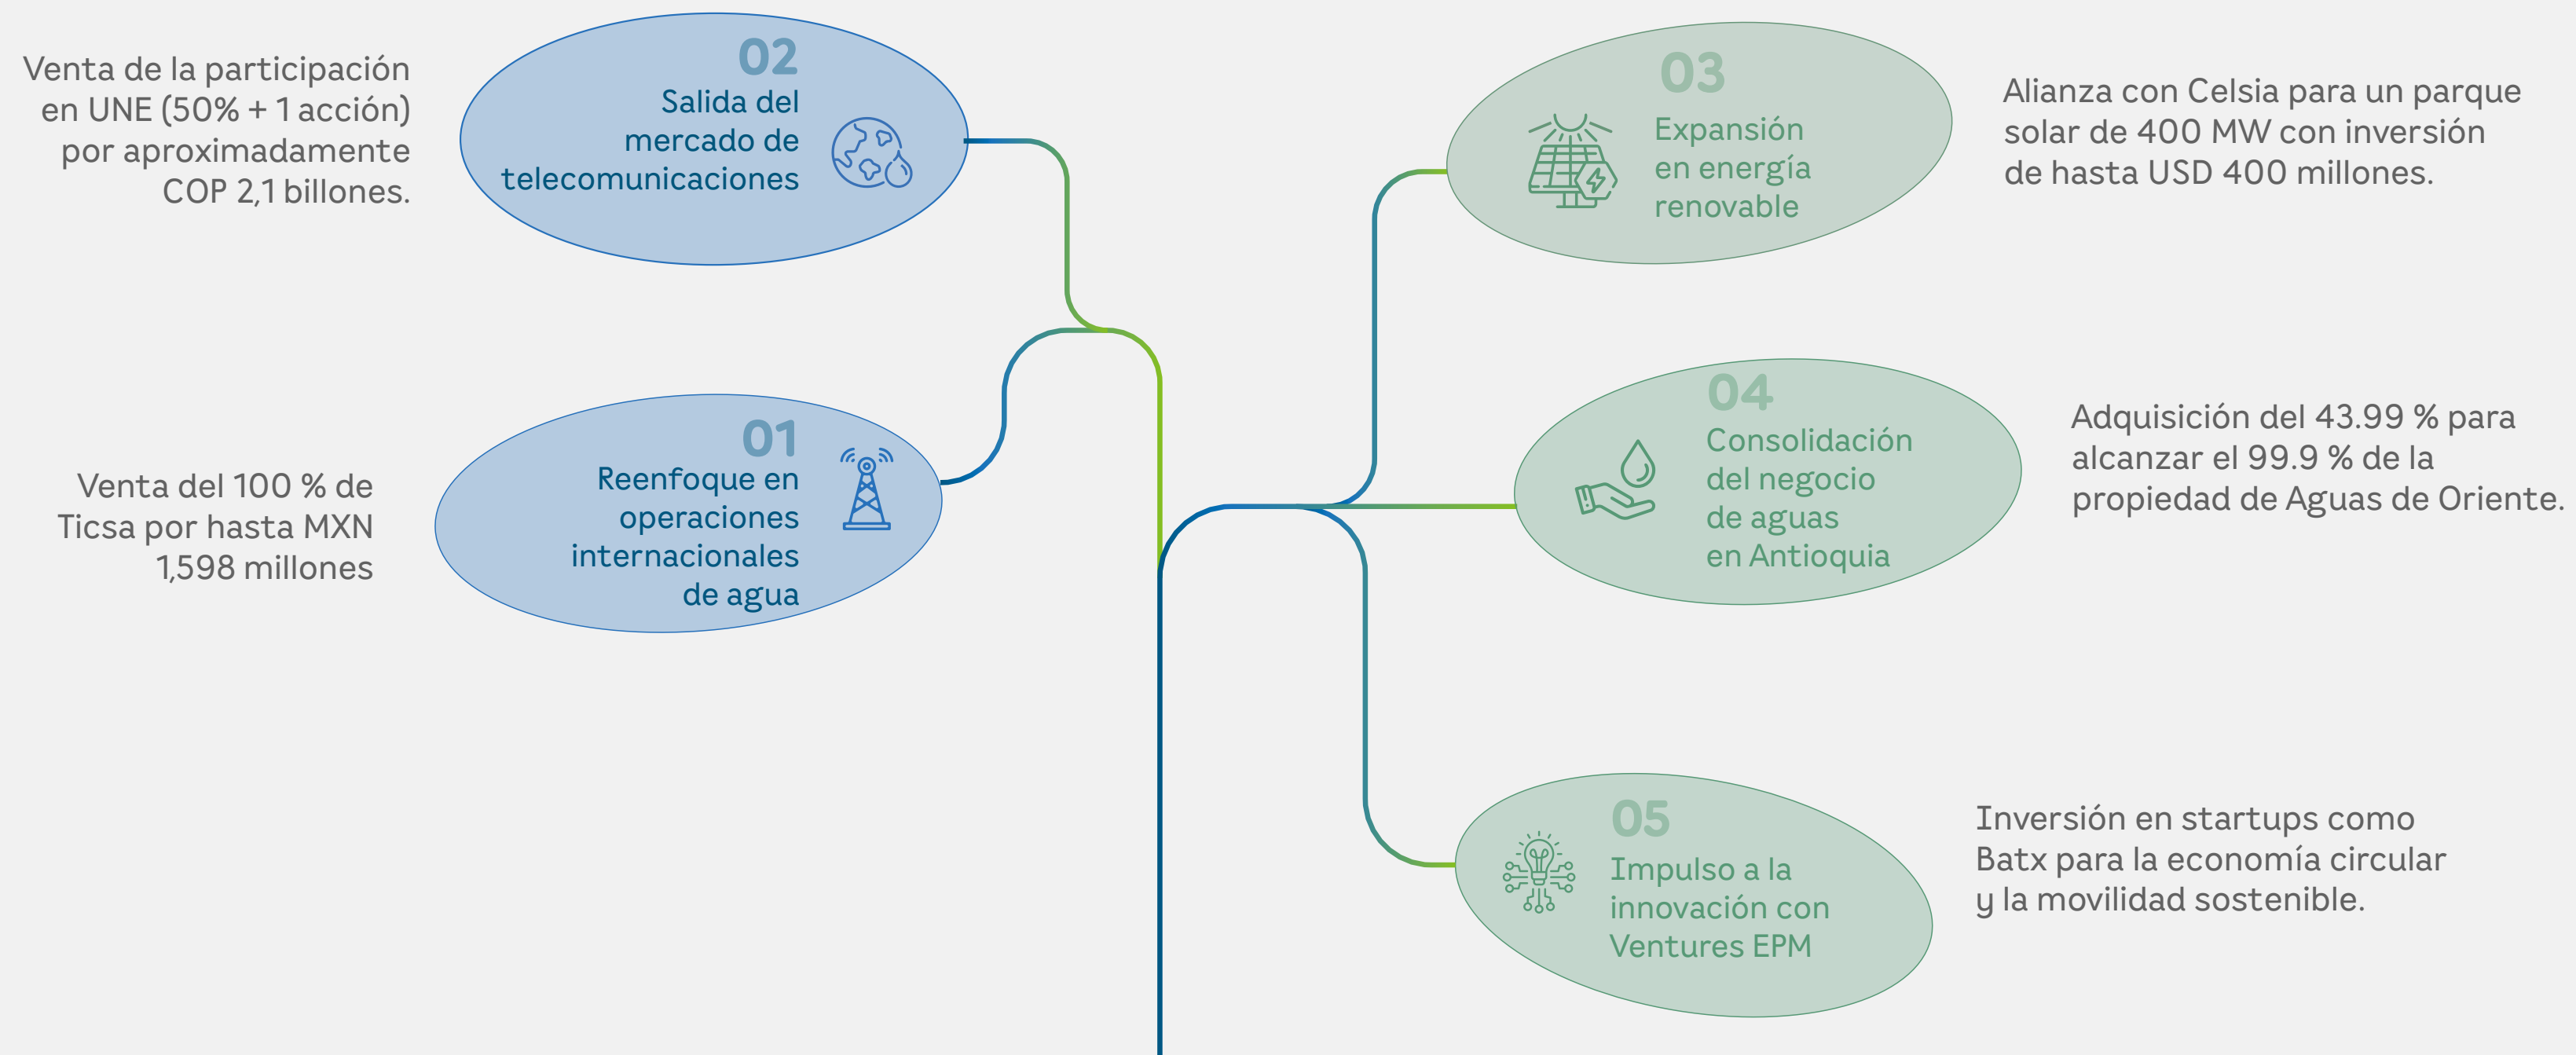 Venta de la participación
en UNE (50% + 1 acción)
por aproximadamente
COP 2,1 billones.
02
Salida del
mercado de
telecomunicaciones
03
Expansión
en energía
renovable
Alianza con Celsia para un parque
solar de 400 MW con inversión
de hasta USD 400 millones.
Venta del 100 % de
Ticsa por hasta MXN
1,598 millones
01
Reenfoque en
operaciones
internacionales
de agua
04
Consolidación
del negocio
de aguas
en Antioquia
Adquisición del 43.99 % para
alcanzar el 99.9 % de la
propiedad de Aguas de Oriente.
05
Impulso a la
innovación con
Ventures EPM
Inversión en startups como
Batx para la economía circular
y la movilidad sostenible.